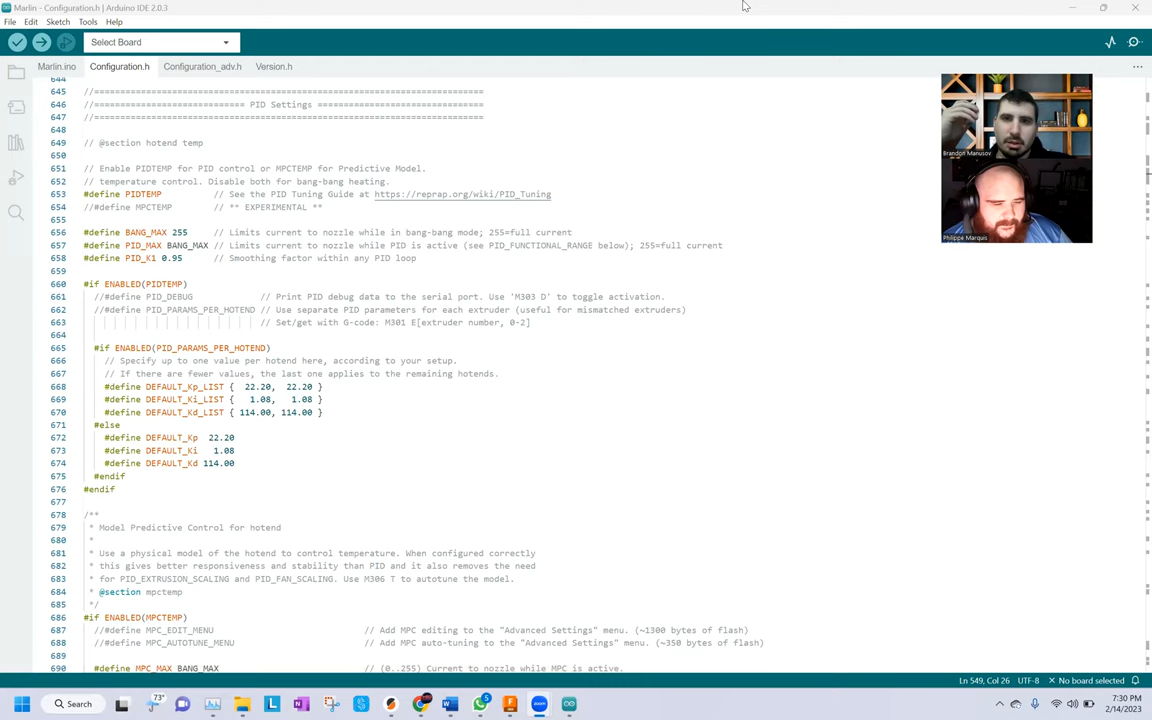 Marlin - Configuration.h | Arduino IDE 2.0.3
File Edit Sketch Tools Help
Select Board
Marlin.ino Configuration.h Configuration_adv.h Version.h
644
645 //===========================================================================
646 //============================= PID Settings ================================
647 //===========================================================================
648
649 // @section hotend temp
650
651 // Enable PIDTEMP for PID control or MPCTEMP for Predictive Model.
652 // temperature control. Disable both for bang-bang heating.
653 #define PIDTEMP // See the PID Tuning Guide at https://reprap.org/wiki/PID_Tuning
654 //#define MPCTEMP // ** EXPERIMENTAL **
655
656 #define BANG_MAX 255 // Limits current to nozzle while in bang-bang mode; 255=full current
657 #define PID_MAX BANG_MAX // Limits current to nozzle while PID is active (see PID_FUNCTIONAL_RANGE below); 255=full current
658 #define PID_K1 0.95 // Smoothing factor within any PID loop
659
660 #if ENABLED(PIDTEMP)
661 //#define PID_DEBUG // Print PID debug data to the serial port. Use 'M303 D' to toggle activation.
662 //#define PID_PARAMS_PER_HOTEND // Use separate PID parameters for each extruder (useful for mismatched extruders)
663 // Set/get with G-code: M301 E[extruder number, 0-2]
664
665 #if ENABLED(PID_PARAMS_PER_HOTEND)
666 // Specify up to one value per hotend here, according to your setup.
667 // If there are fewer values, the last one applies to the remaining hotends.
668 #define DEFAULT_Kp_LIST { 22.20, 22.20 }
669 #define DEFAULT_Ki_LIST { 1.08, 1.08 }
670 #define DEFAULT_Kd_LIST { 114.00, 114.00 }
671 #else
672 #define DEFAULT_Kp 22.20
673 #define DEFAULT_Ki 1.08
674 #define DEFAULT_Kd 114.00
675 #endif
676 #endif
677
678 /**
679 * Model Predictive Control for hotend
680 *
681 * Use a physical model of the hotend to control temperature. When configured correctly
682 * this gives better responsiveness and stability than PID and it also removes the need
683 * for PID_EXTRUSION_SCALING and PID_FAN_SCALING. Use M306 T to autotune the model.
684 * @section mpctemp
685 */
686 #if ENABLED(MPCTEMP)
687 //#define MPC_EDIT_MENU // Add MPC editing to the "Advanced Settings" menu. (~1300 bytes of flash)
688 //#define MPC_AUTOTUNE_MENU // Add MPC auto-tuning to the "Advanced Settings" menu. (~350 bytes of flash)
689
690 #define MPC_MAX BANG_MAX // (0..255) Current to nozzle while MPC is active.
Brandon Manusov
Philippe Marquis
Ln 549, Col 26 UTF-8 × No board selected
Search
73°
5
7:30 PM
2/14/2023